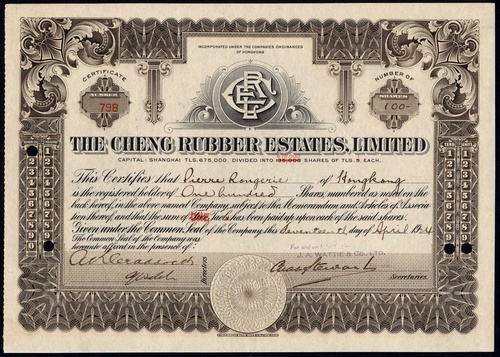 INCORPORATED UNDER THE COMPANIES ORDINANCES
OF HONGKONG
CERTIFICATE
NUMBER
798
NUMBER OF
SHARES
100
THE CHENG RUBBER ESTATES, LIMITED
CAPITAL: SHANGHAI TLS. 675,000, DIVIDED INTO SHARES OF TLS. 5, EACH.
This Certifies that Pierre Rongerie of Hongkong
is the registered holder of One hundred Shares, numbered as noted on the
back hereof, in the above named Company, subject to the Memorandum and Articles of Associa-
tion thereof, and that the sum of Taels has been paid up upon each of the said shares.
Given under the Common Seal of the Company this Seventeenth day of April 1924
The Common Seal of the Company was
hereunto affixed in the presence of
J. A. WATTIE & CO. LTD.
Directors
Secretaries.